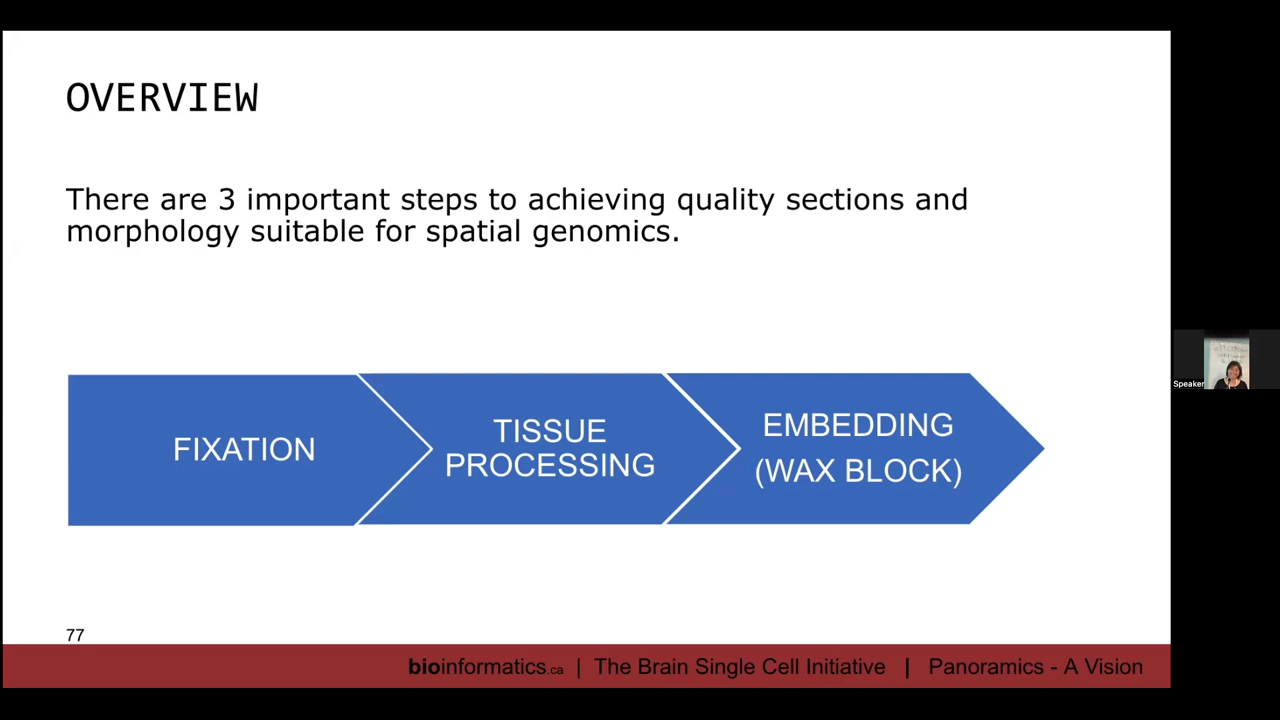 OVERVIEW
There are 3 important steps to achieving quality sections and
morphology suitable for spatial genomics.
FIXATION
TISSUE
PROCESSING
EMBEDDING
(WAX BLOCK)
Speaker
77
bioinformatics.ca | The Brain Single Cell Initiative | Panoramics - A Vision